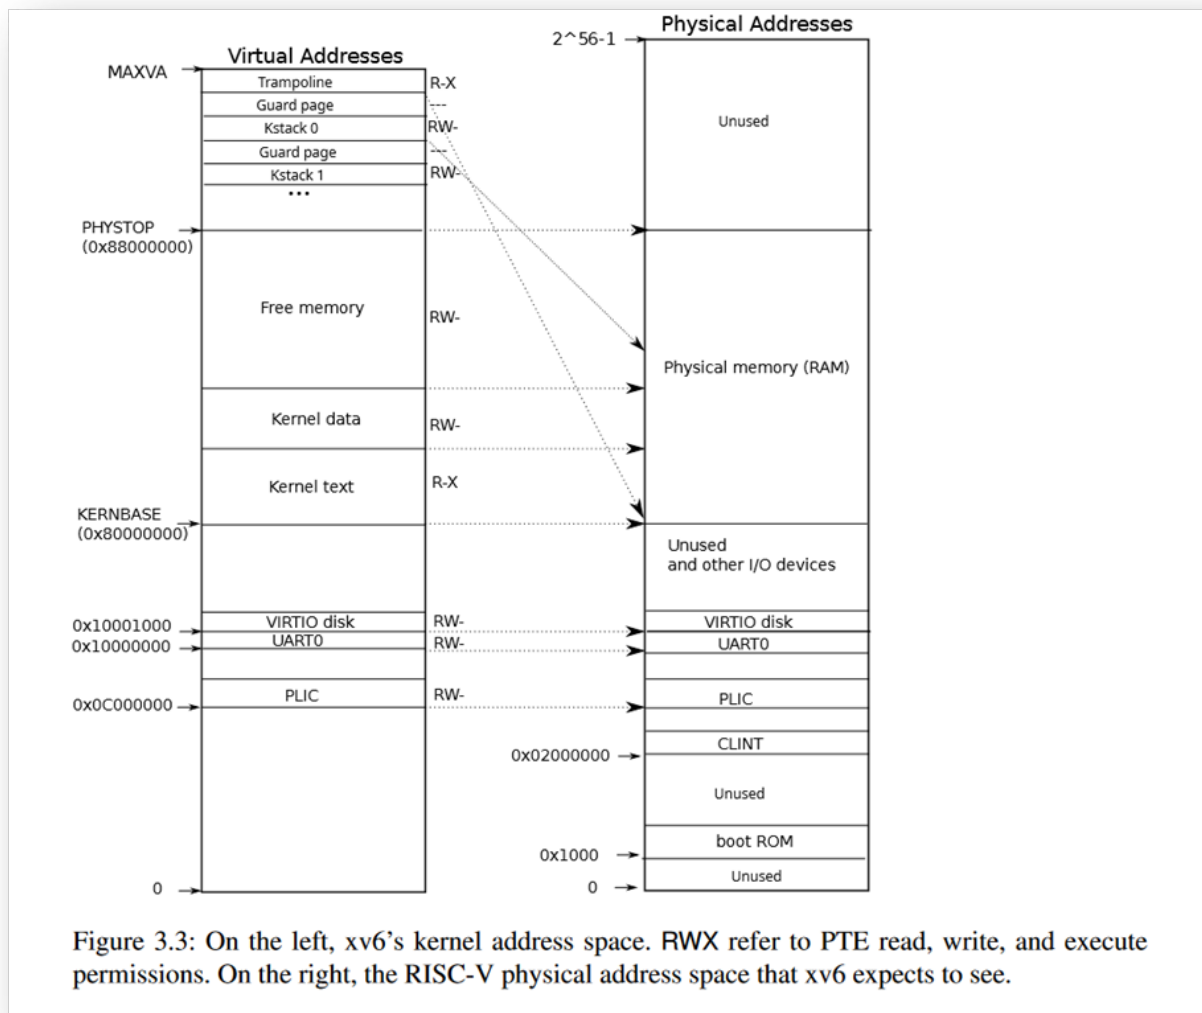 Physical Addresses
2^56-1
Virtual Addresses
MAXVA
Trampoline
R-X
Guard page
---
Unused
Kstack 0
RW-
Guard page
---
Kstack 1
RW-
...
PHYSTOP
(0x88000000)
Free memory
RW-
Physical memory (RAM)
Kernel data
RW-
Kernel text
R-X
KERNBASE
(0x80000000)
Unused
and other I/O devices
0x10001000
VIRTIO disk
RW-
VIRTIO disk
0x10000000
UART0
RW-
UART0
0x0C000000
PLIC
RW-
PLIC
CLINT
0x02000000
Unused
boot ROM
0x1000
Unused
0
0
Figure 3.3: On the left, xv6’s kernel address space. RWX refer to PTE read, write, and execute
permissions. On the right, the RISC-V physical address space that xv6 expects to see.